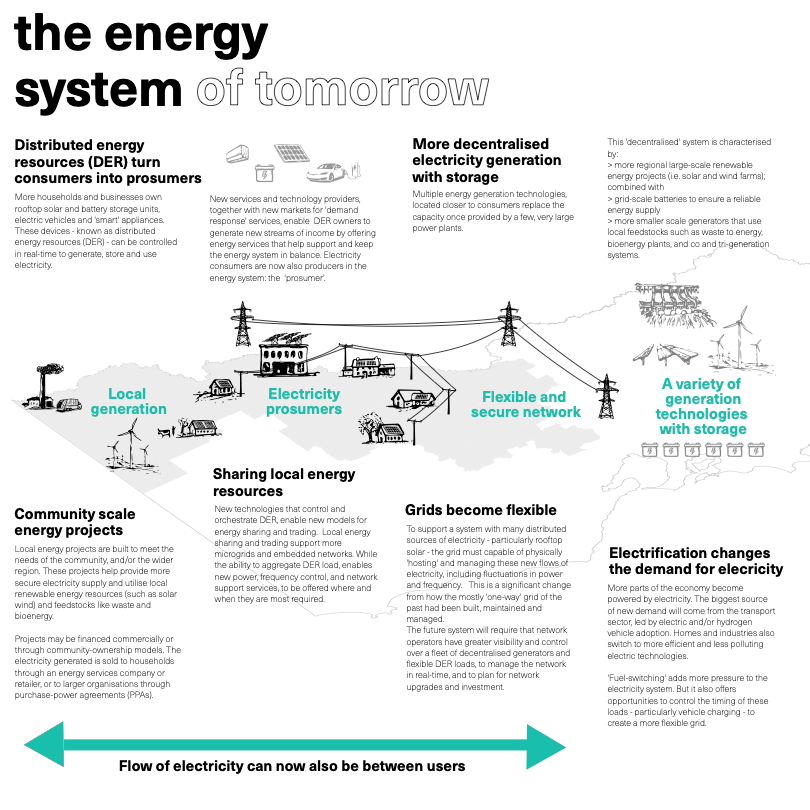 the energy
system of tomorrow
Distributed energy
resources (DER) turn
consumers into prosumers
More households and businesses own
rooftop solar and battery storage units,
electric vehicles and 'smart' appliances.
These devices - known as distributed
energy resources (DER) - can be controlled
in real-time to generate, store and use
electricity.
New services and technology providers,
together with new markets for 'demand
response' services, enable  DER owners to
generate new streams of income by offering
energy services that help support and keep
the energy system in balance. Electricity
consumers are now also producers in the
energy system: the  'prosumer'.
More decentralised
electricity generation
with storage
Multiple energy generation technologies,
located closer to consumers replace the
capacity once provided by a few, very large
power plants.
This 'decentralised' system is characterised
by:
> more regional large-scale renewable
energy projects (i.e. solar and wind farms);
combined with
> grid-scale batteries to ensure a reliable
energy supply
> more smaller scale generators that use
local feedstocks such as waste to energy,
bioenergy plants, and co and tri-generation
systems.
Local
generation
Electricity
prosumers
Flexible and
secure network
A variety of
generation
technologies
with storage
Community scale
energy projects
Local energy projects are built to meet the
needs of the community, and/or the wider
region. These projects help provide more
secure electricity supply and utilise local
renewable energy resources (such as solar
wind) and feedstocks like waste and
bioenergy.
Projects may be financed commercially or
through community-ownership models. The
electricity generated is sold to households
through an energy services company or
retailer, or to larger organisations through
purchase-power agreements (PPAs).
Sharing local energy
resources
New technologies that control and
orchestrate DER, enable new models for
energy sharing and trading.  Local energy
sharing and trading support more
microgrids and embedded networks. While
the ability to aggregate DER load, enables
new power, frequency control, and network
support services, to be offered where and
when they are most required.
Grids become flexible
To support a system with many distributed
sources of electricity - particularly rooftop
solar - the grid must capable of physically
'hosting' and managing these new flows of
electricity, including fluctuations in power
and frequency.  This is a significant change
from how the mostly 'one-way' grid of the
past had been built, maintained and
managed.
The future system will require that network
operators have greater visibility and control
over a fleet of decentralised generators and
flexible DER loads, to manage the network
in real-time, and to plan for network
upgrades and investment.
Electrification changes
the demand for elecricity
More parts of the economy become
powered by electricity. The biggest source
of new demand will come from the transport
sector, led by electric and/or hydrogen
vehicle adoption. Homes and industries also
switch to more efficient and less polluting
electric technologies.
'Fuel-switching' adds more pressure to the
electricity system. But it also offers
opportunities to control the timing of these
loads - particularly vehicle charging - to
create a more flexible grid.
Flow of electricity can now also be between users